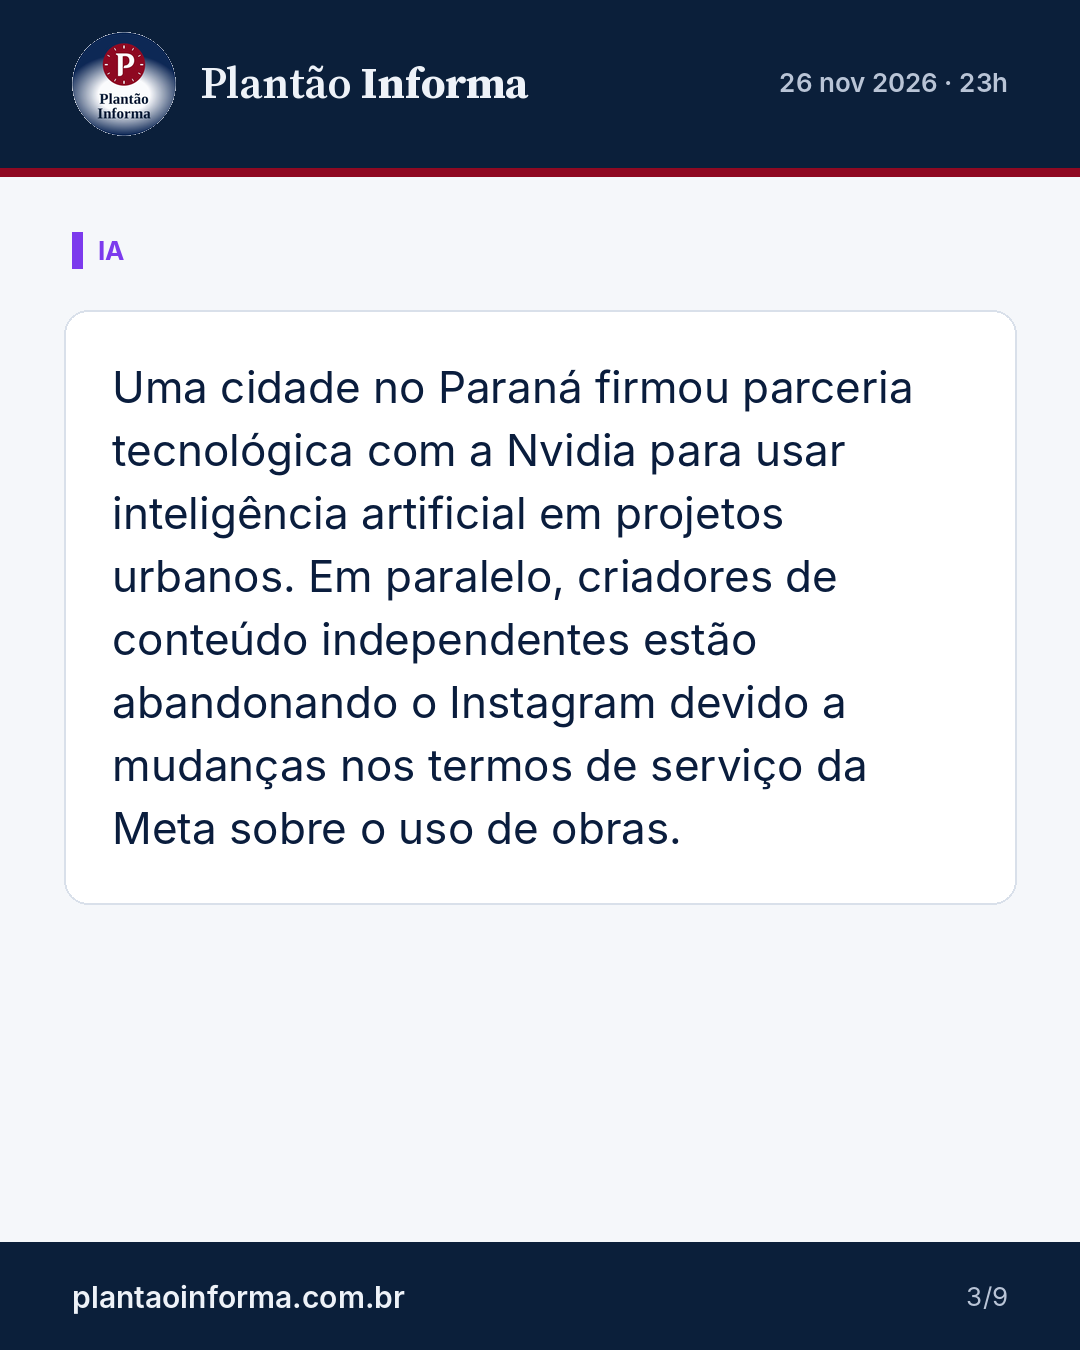 P
Plantão
Informa
Plantão Informa
26 nov 2026 · 23h
IA
Uma cidade no Paraná firmou parceria
tecnológica com a Nvidia para usar
inteligência artificial em projetos
urbanos. Em paralelo, criadores de
conteúdo independentes estão
abandonando o Instagram devido a
mudanças nos termos de serviço da
Meta sobre o uso de obras.
plantaoinforma.com.br
3/9